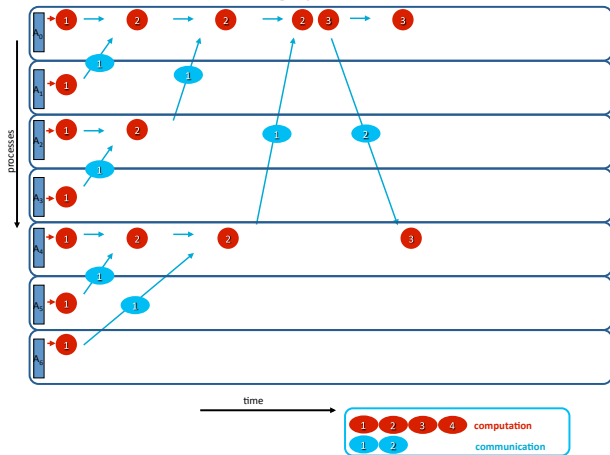 A0 1 2 2 2 3 3
1
1
A1 1
A2 1 2
1 2
1
A3 1
A4 1 2 2 3
1
A5 1
1
A6 1
processes
time
1 2 3 4 computation
1 2 communication